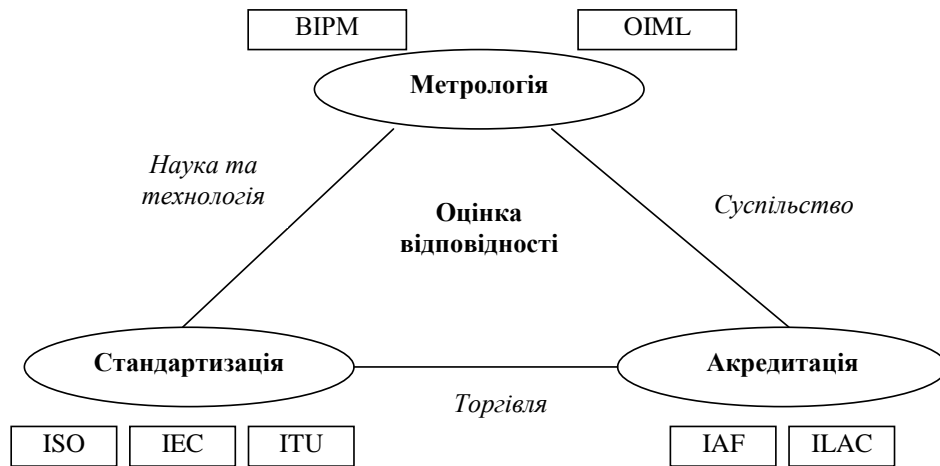 BIPM
OIML
Метрологія
Наука та
технологія
Суспільство
Оцінка
відповідності
Стандартизація
Акредитація
Торгівля
ISO
IEC
ITU
IAF
ILAC